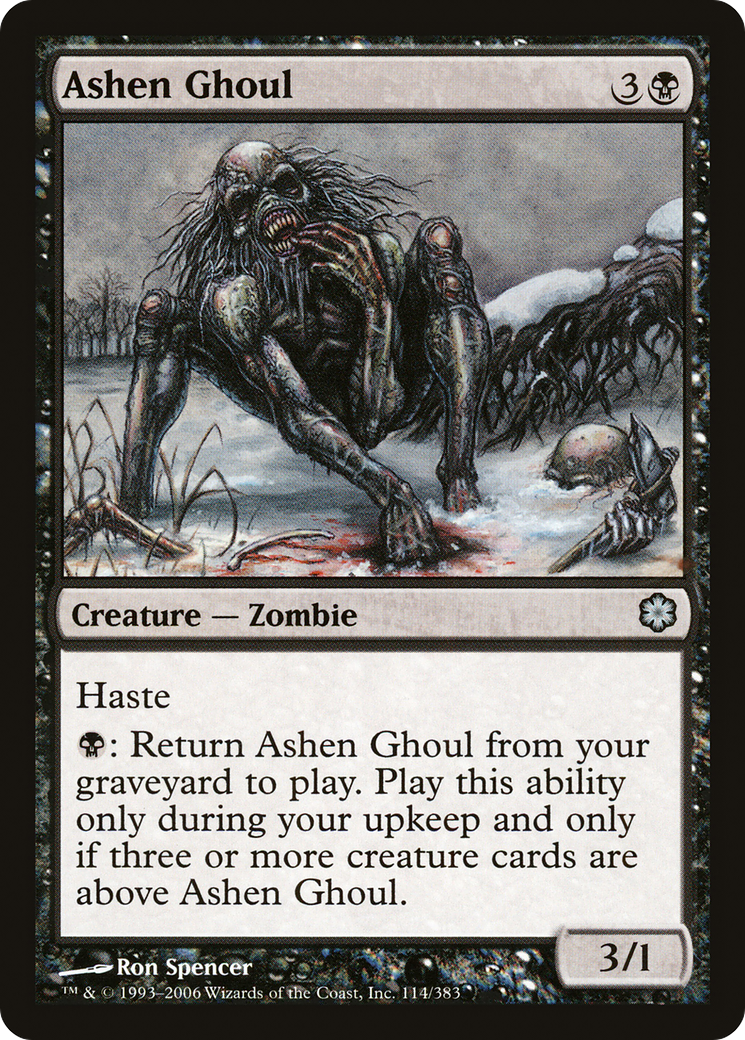 Ashen Ghoul 3
Creature — Zombie
Haste
: Return Ashen Ghoul from your
graveyard to play. Play this ability
only during your upkeep and only
if three or more creature cards are
above Ashen Ghoul.
3/1
Ron Spencer
™ & © 1993–2006 Wizards of the Coast, Inc. 114/383